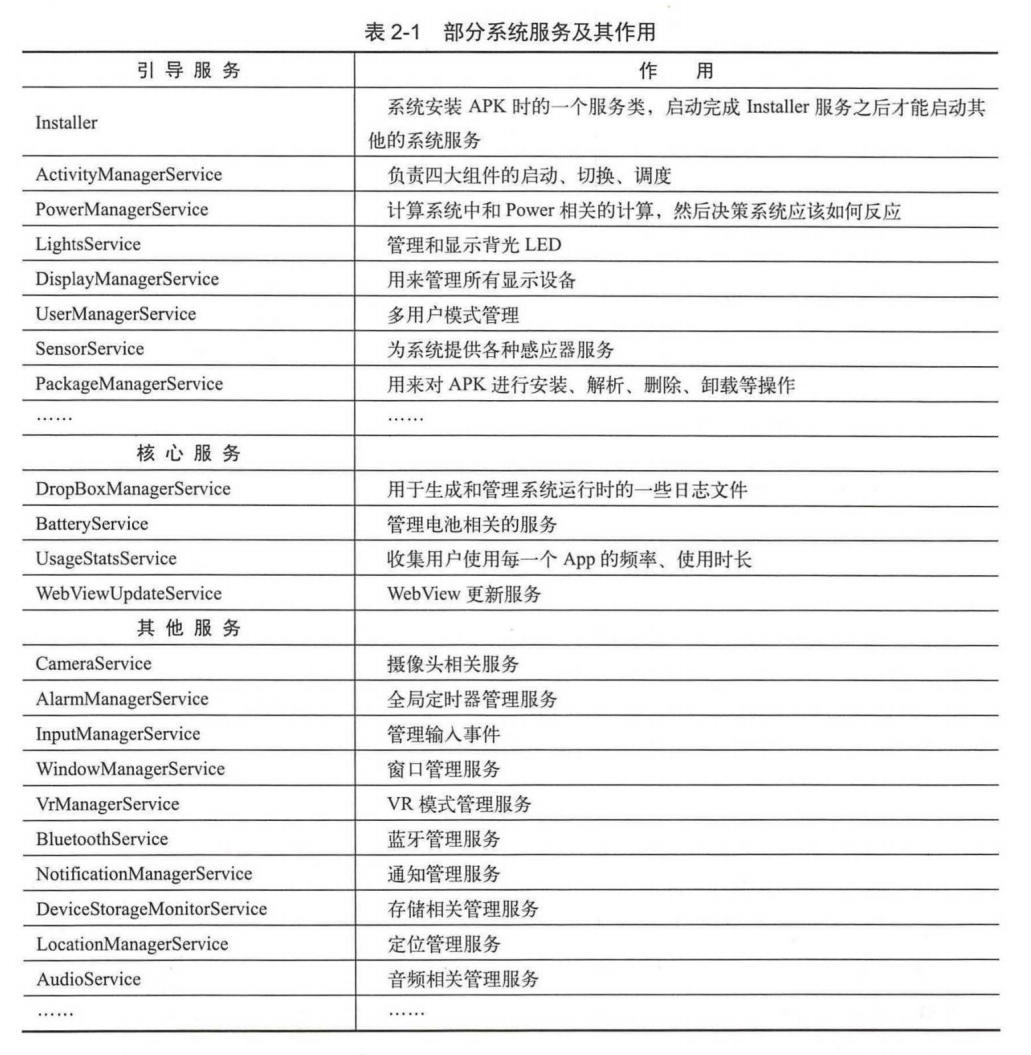 表 2-1 部分系统服务及其作用
引 导 服 务 作 用
Installer 系统安装 APK 时的一个服务类，启动完成 Installer 服务之后才能启动其
他的系统服务
ActivityManagerService 负责四大组件的启动、切换、调度
PowerManagerService 计算系统中和 Power 相关的计算，然后决策系统应该如何反应
LightsService 管理和显示背光 LED
DisplayManagerService 用来管理所有显示设备
UserManagerService 多用户模式管理
SensorService 为系统提供各种感应器服务
PackageManagerService 用来对 APK 进行安装、解析、删除、卸载等操作
…… ……
核 心 服 务
DropBoxManagerService 用于生成和管理系统运行时的一些日志文件
BatteryService 管理电池相关的服务
UsageStatsService 收集用户使用每一个 App 的频率、使用时长
WebViewUpdateService WebView 更新服务
其 他 服 务
CameraService 摄像头相关服务
AlarmManagerService 全局定时器管理服务
InputManagerService 管理输入事件
WindowManagerService 窗口管理服务
VrManagerService VR 模式管理服务
BluetoothService 蓝牙管理服务
NotificationManagerService 通知管理服务
DeviceStorageMonitorService 存储相关管理服务
LocationManagerService 定位管理服务
AudioService 音频相关管理服务
…… ……